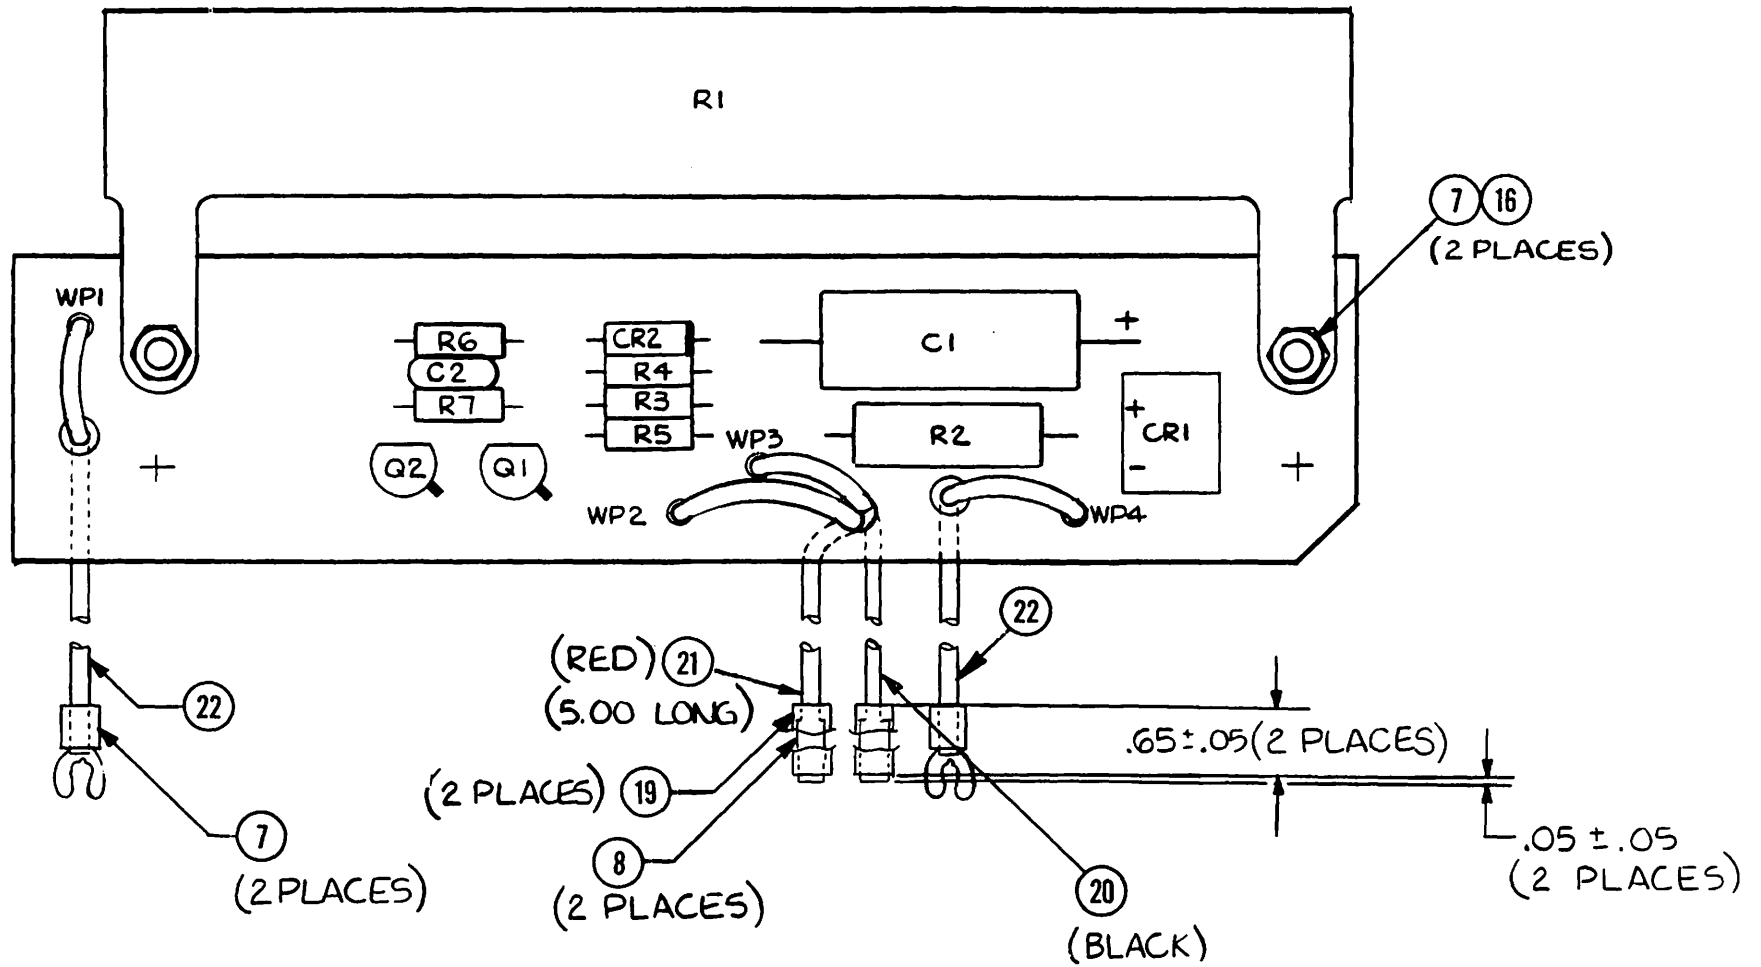 R1
7 16
(2 PLACES)
WP1
R6
CR2
C1
+
C2
R4
R7
R3
+
CR1
-
R5
R2
WP3
Q2
Q1
WP2
WP4
22
(RED) 21
(5.00 LONG)
22
.65±.05(2 PLACES)
(2 PLACES) 19
7
(2 PLACES)
8
(2 PLACES)
.05 ±.05
(2 PLACES)
20
(BLACK)